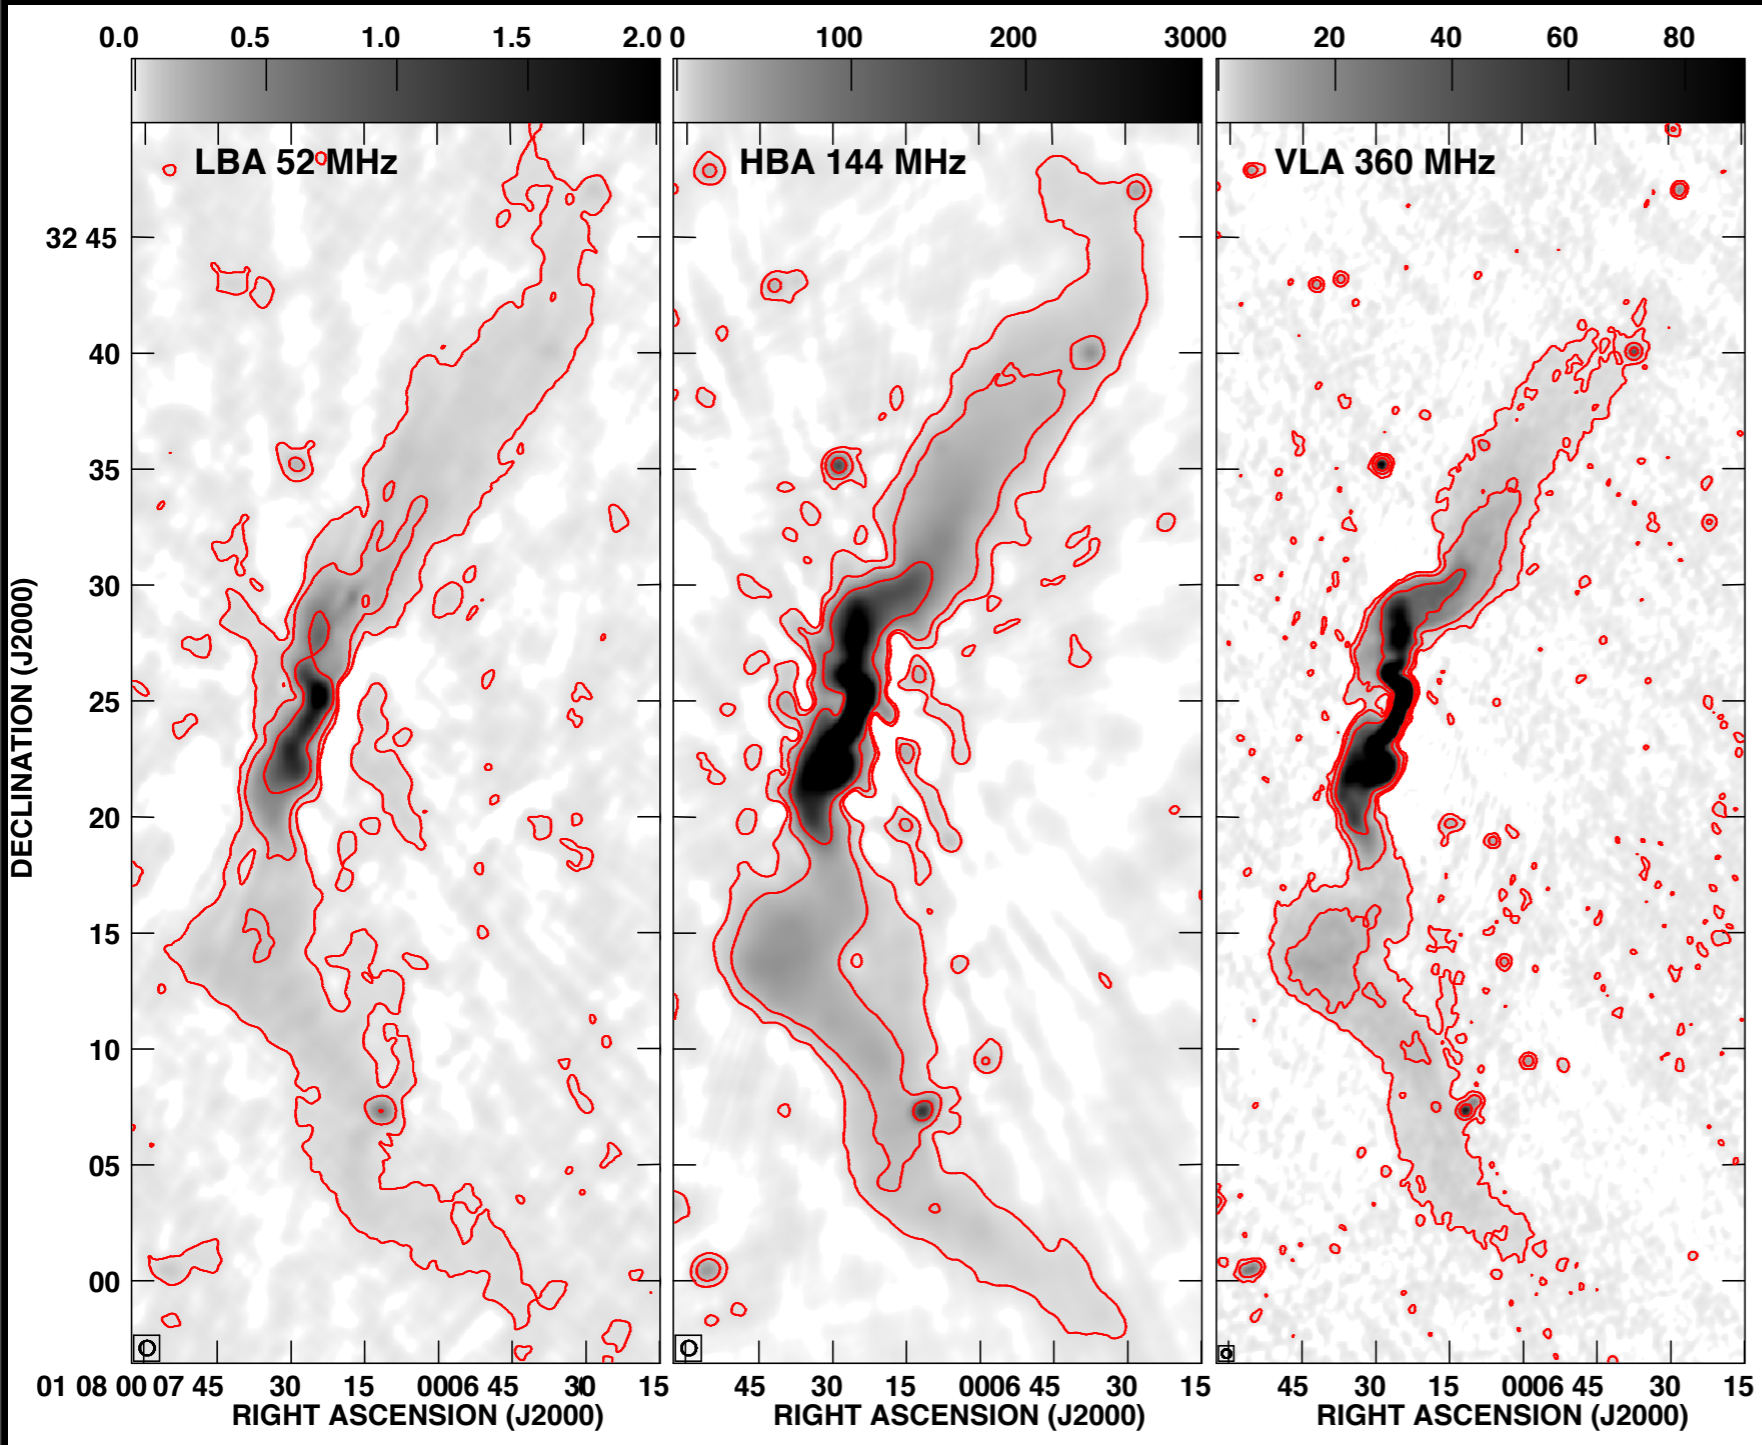 0.0 0.5 1.0 1.5 2.0 0 100 200 300 0 20 40 60 80
LBA 52 MHz HBA 144 MHz VLA 360 MHz
32 45
40
35
30
25
20
15
10
05
00
DECLINATION (J2000)
01 08 00 07 45 30 15 0006 45 30 15 45 30 15 0006 45 30 15 45 30 15 0006 45 30 15
RIGHT ASCENSION (J2000) RIGHT ASCENSION (J2000) RIGHT ASCENSION (J2000)